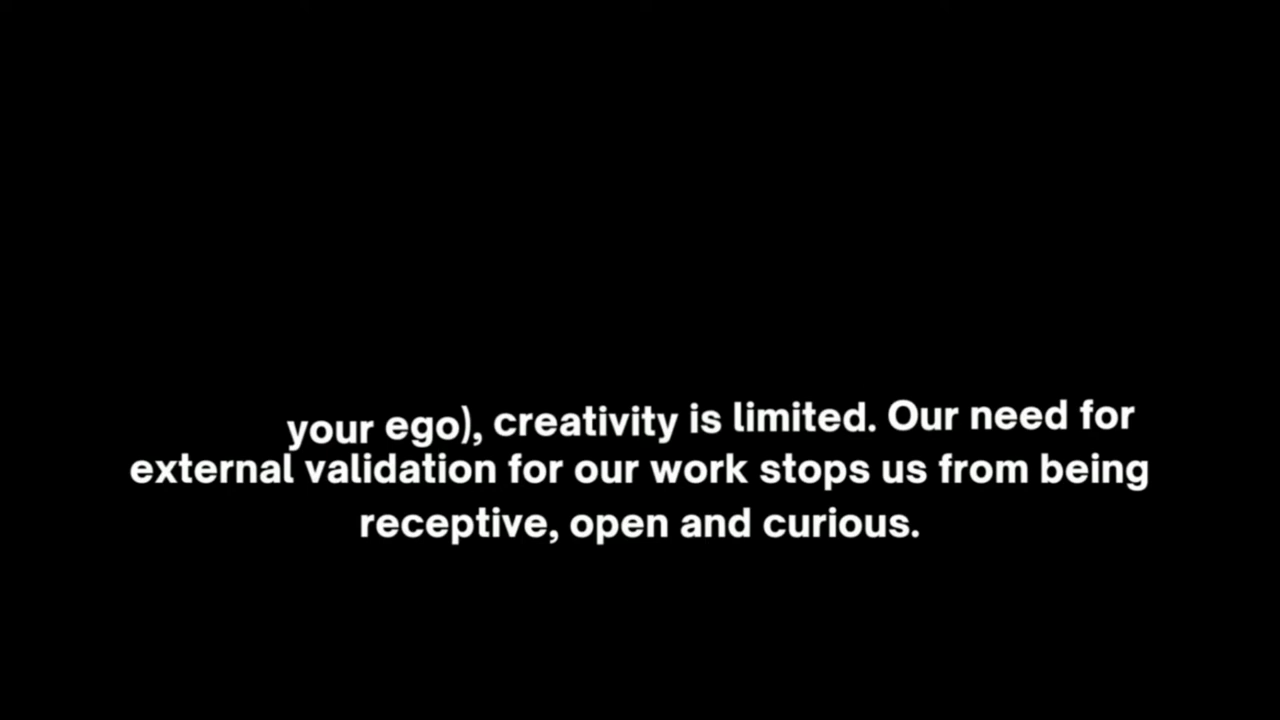 your ego), creativity is limited. Our need for
external validation for our work stops us from being
receptive, open and curious.